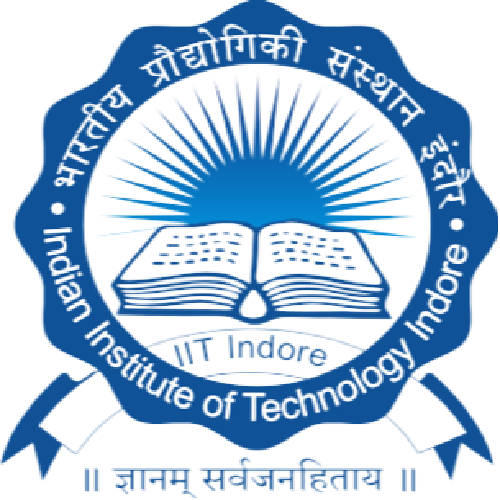 • भारतीय प्रौद्योगिकी संस्थान इंदौर •
Indian Institute of Technology Indore
IIT Indore
॥ ज्ञानम् सर्वजनहिताय ॥